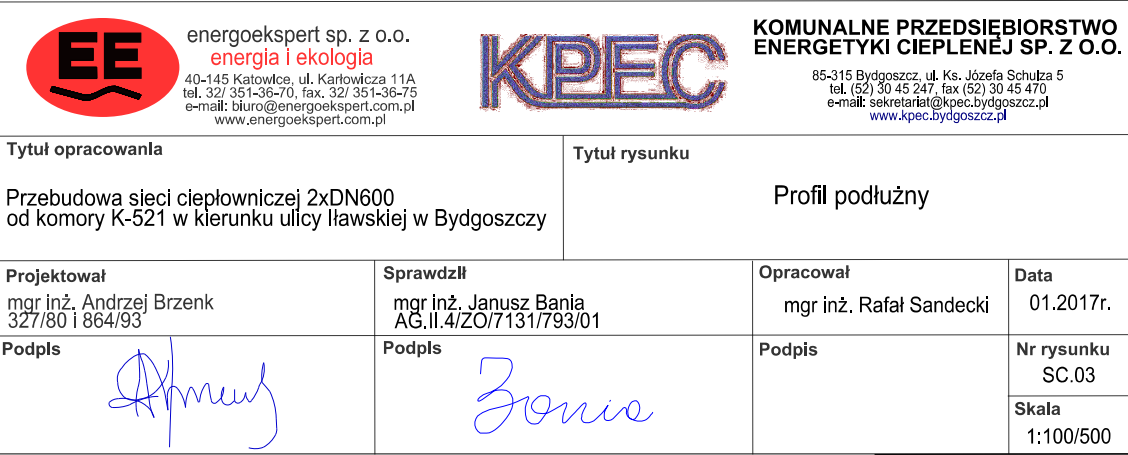 EE
energoekspert sp. z o.o.
energia i ekologia
40-145 Katowice, ul. Karłowicza 11A
tel. 32/ 351-36-70, fax. 32/ 351-36-75
e-mail: biuro@energoekspert.com.pl
www.energoekspert.com.pl
KPEC
KOMUNALNE PRZEDSIĘBIORSTWO
ENERGETYKI CIEPLENEJ SP. Z O.O.
85-315 Bydgoszcz, ul. Ks. Józefa Schulza 5
tel. (52) 30 45 247, fax (52) 30 45 470
e-mail: sekretariat@kpec.bydgoszcz.pl
www.kpec.bydgoszcz.pl
Tytuł opracowania
Przebudowa sieci ciepłowniczej 2xDN600
od komory K-521 w kierunku ulicy Iławskiej w Bydgoszczy
Tytuł rysunku
Profil podłużny
Projektował
mgr inż. Andrzej Brzenk
327/80 i 864/93
Sprawdził
mgr inż. Janusz Bania
AG.II.4/ZO/7131/793/01
Opracował
mgr inż. Rafał Sandecki
Data
01.2017r.
Podpis
Podpis
Bania
Podpis
Nr rysunku
SC.03
Skala
1:100/500